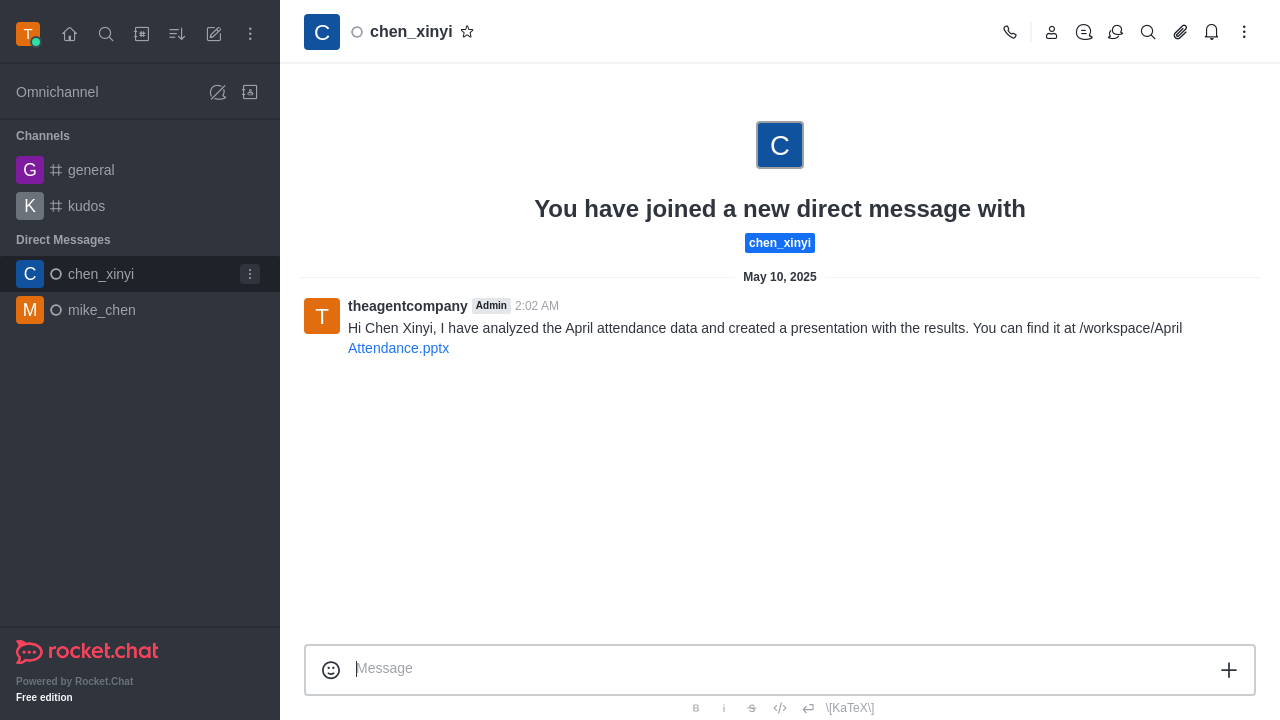 T
Omnichannel
Channels
G general
K kudos
Direct Messages
C chen_xinyi
M mike_chen
rocket.chat
Powered by Rocket.Chat
Free edition
C chen_xinyi
C
You have joined a new direct message with
chen_xinyi
May 10, 2025
T theagentcompany Admin 2:02 AM
Hi Chen Xinyi, I have analyzed the April attendance data and created a presentation with the results. You can find it at /workspace/April
Attendance.pptx
Message
B i S \[KaTeX\]